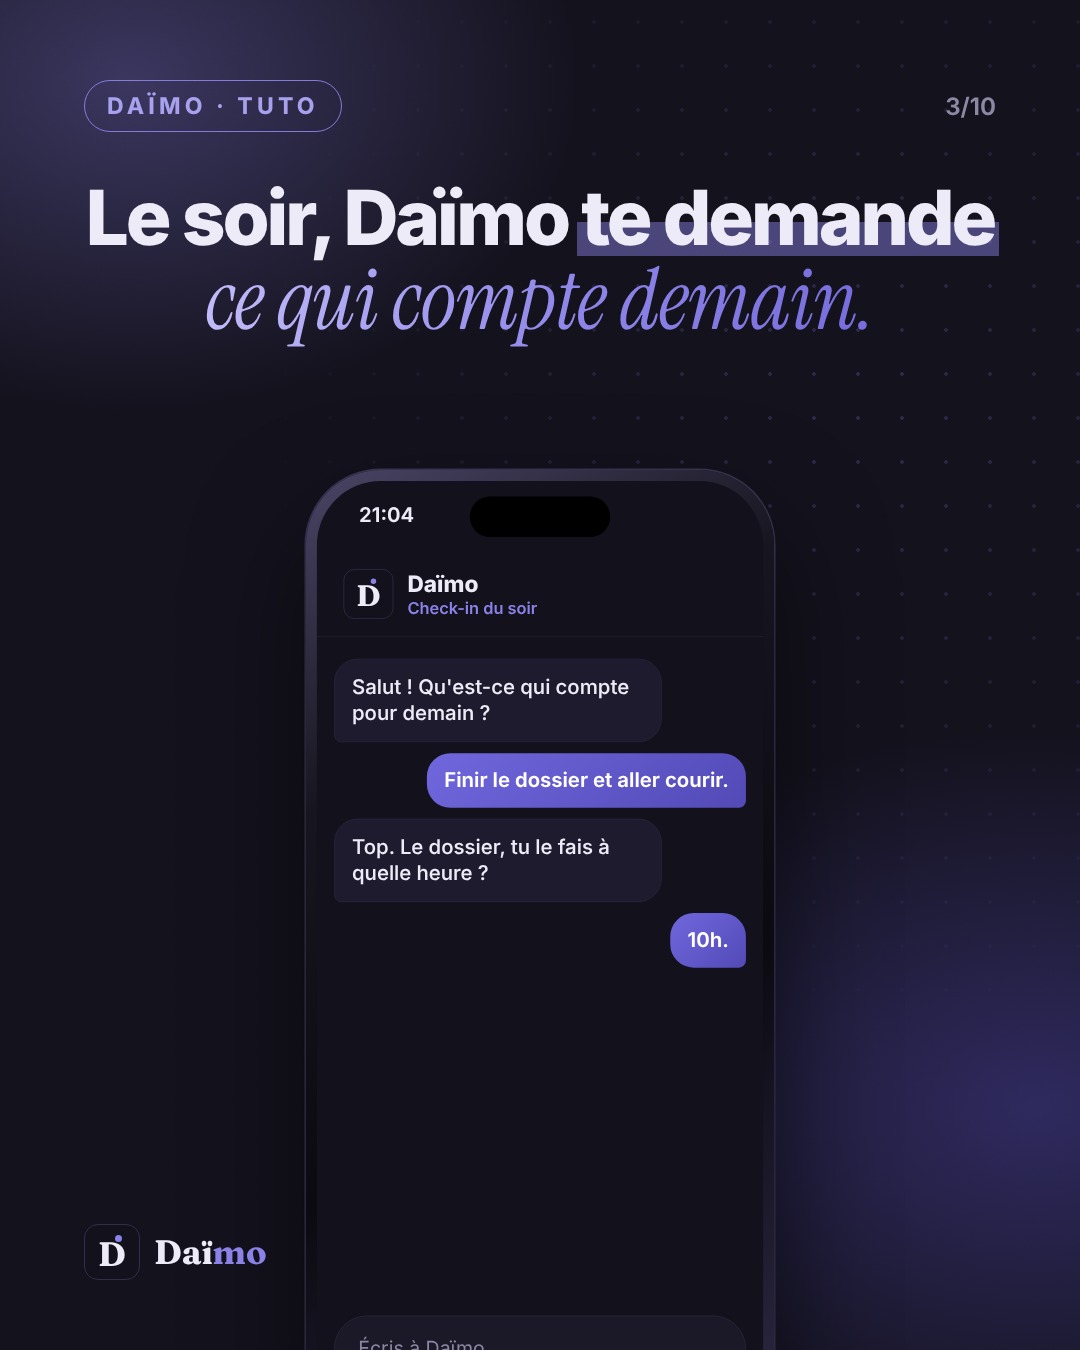 DAÏMO · TUTO
3/10
Le soir, Daïmo te demande
ce qui compte demain.
21:04
D
Daïmo
Check-in du soir
Salut ! Qu'est-ce qui compte
pour demain ?
Finir le dossier et aller courir.
Top. Le dossier, tu le fais à
quelle heure ?
10h.
D
Daïmo
Écris à Daïmo